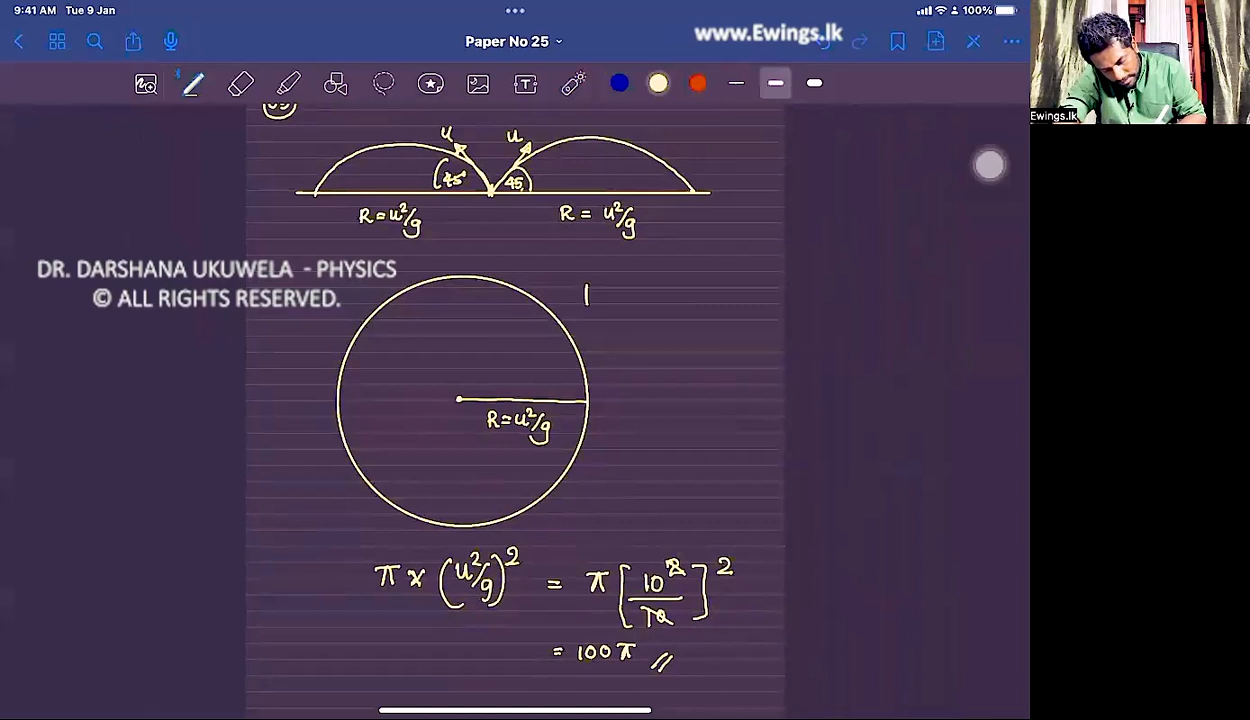 9:41 AM Tue 9 Jan
100%
Paper No 25
www.Ewings.lk
Ewings.lk
u u
45° 45
R = u²/g R = u²/g
DR. DARSHANA UKUWELA - PHYSICS
© ALL RIGHTS RESERVED.
R = u²/g
π × (u²/g)² = π [10²/10]²
= 100 π //